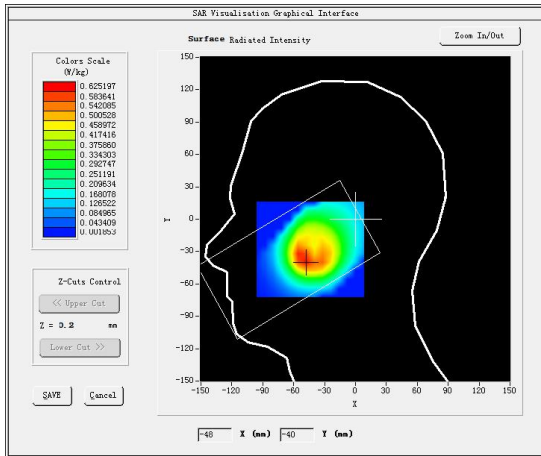 SAR Visualisation Graphical Interface
Surface Radiated Intensity
Zoom In/Out
Colors Scale
(W/kg)
0.625197
0.583641
0.542085
0.500528
0.458972
0.417416
0.375860
0.334303
0.292747
0.251191
0.209634
0.168078
0.126522
0.084965
0.043409
0.001853
Z-Cuts Control
<< Upper Cut
Z = 0.2 mm
Lower Cut >>
SAVE
Cancel
150
120
90
60
30
0
-30
-60
-90
-120
-150
Y
-150 -120 -90 -60 -30 0 30 60 90 120 150
X
-48 X (mm) -40 Y (mm)